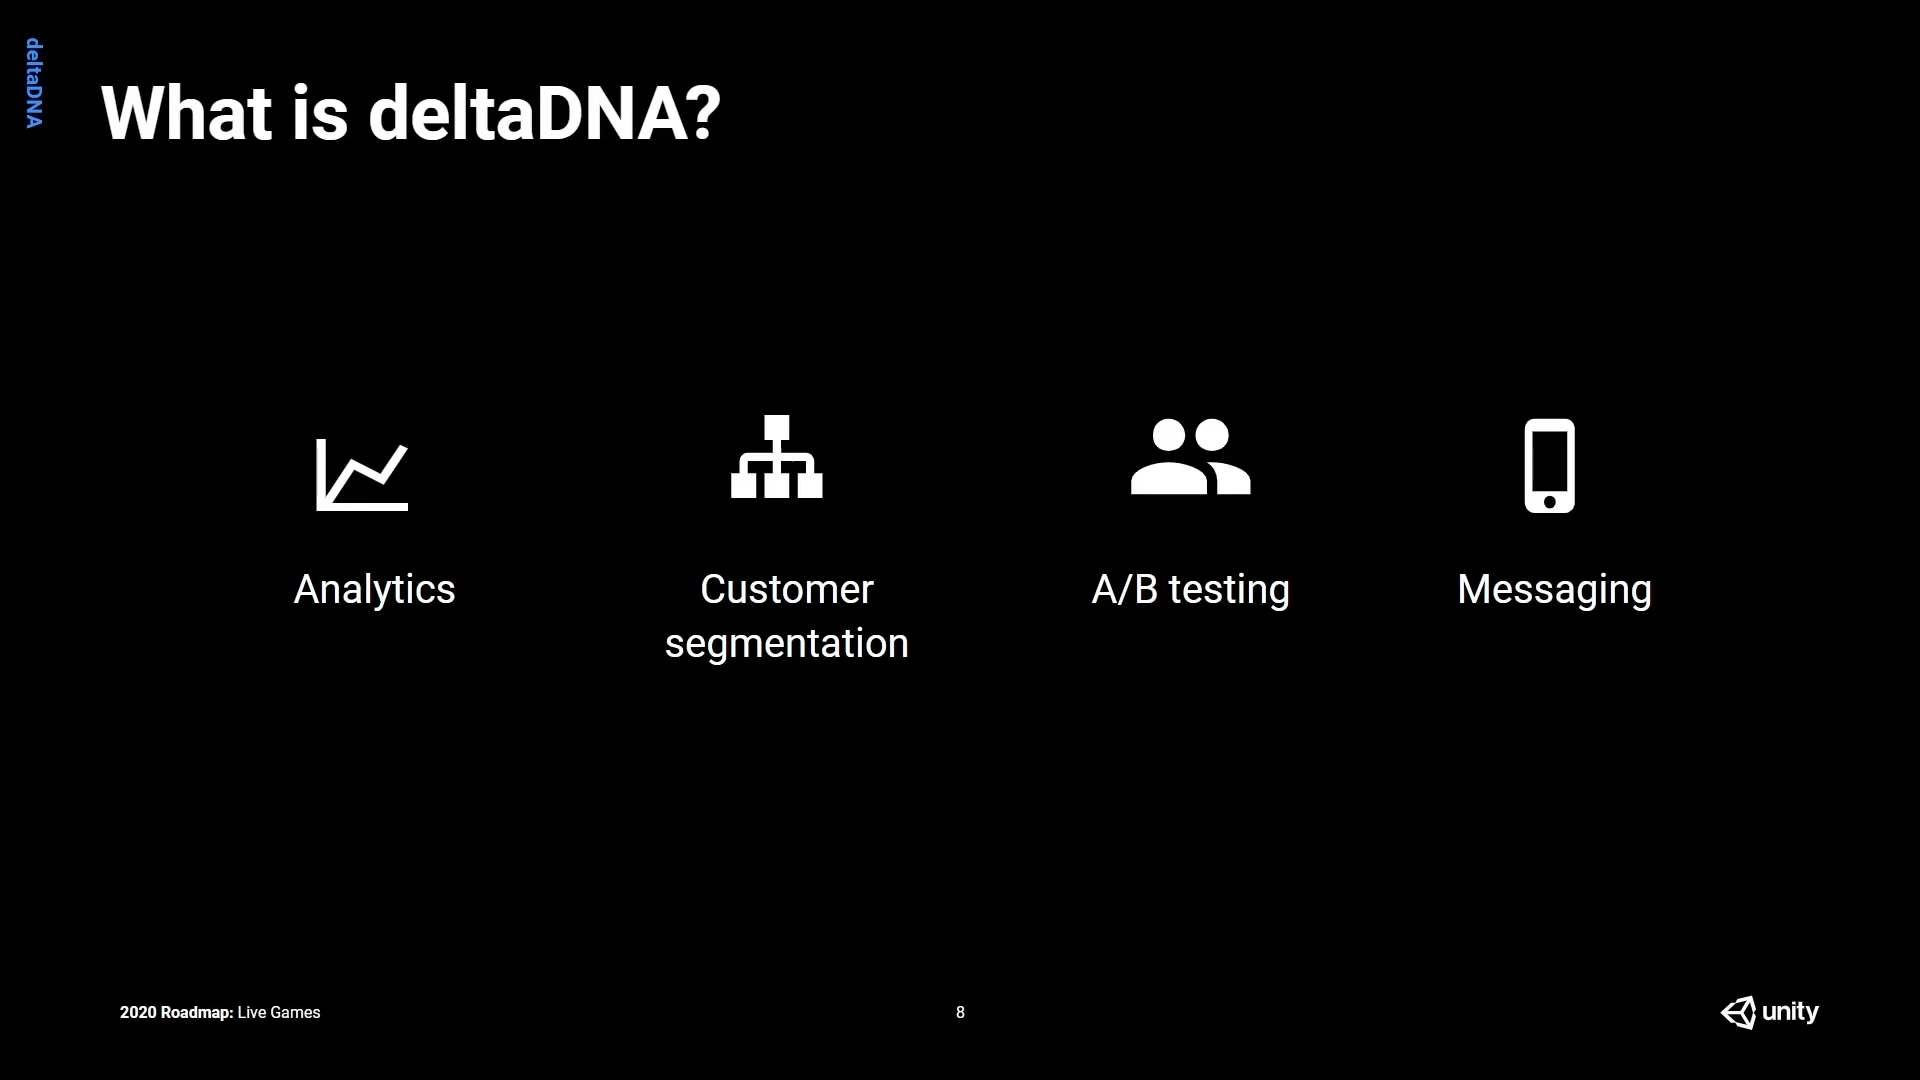 deltaDNA
What is deltaDNA?
Analytics
Customer
segmentation
A/B testing
Messaging
2020 Roadmap: Live Games
8
unity